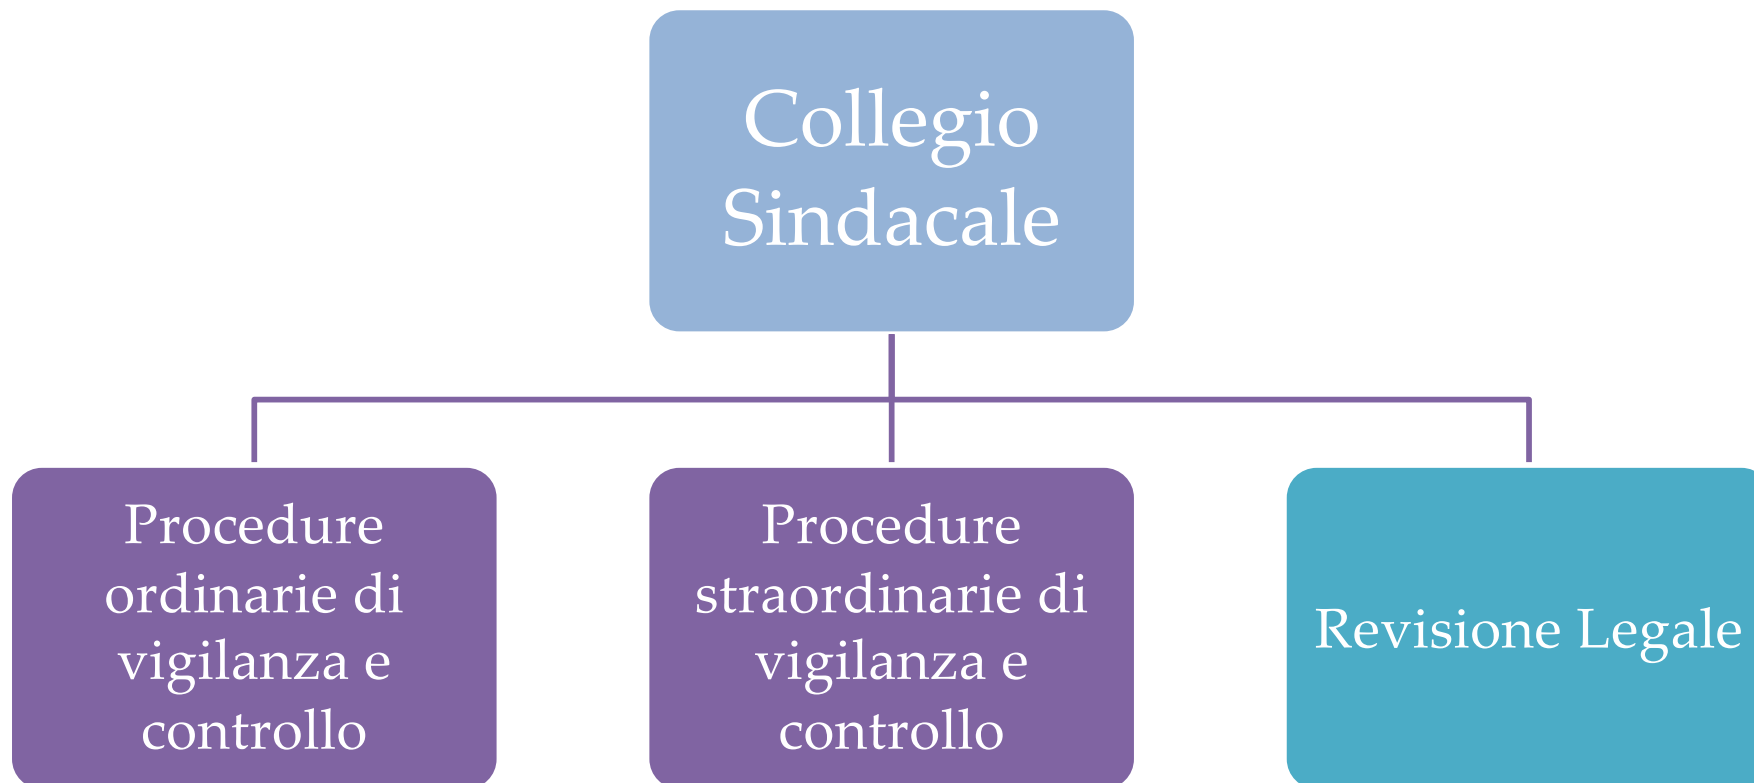 Collegio
Sindacale
Procedure
ordinarie di
vigilanza e
controllo
Procedure
straordinarie di
vigilanza e
controllo
Revisione Legale